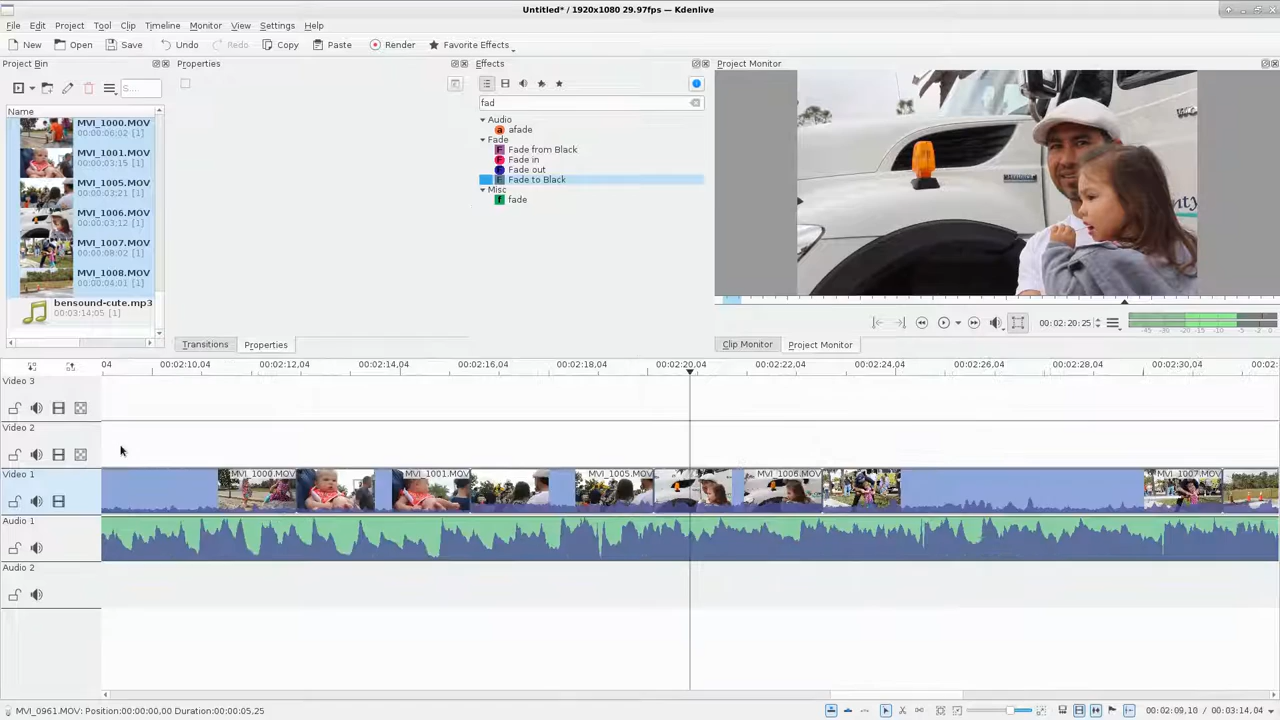 Untitled* / 1920x1080 29.97fps — Kdenlive
File Edit Project Tool Clip Timeline Monitor View Settings Help
New Open Save Undo Redo Copy Paste Render Favorite Effects
Project Bin Properties Effects Project Monitor
S...
fad
Name
MVI_1000.MOV
00:00:06:02 [1]
MVI_1001.MOV
00:00:03:15 [1]
MVI_1005.MOV
00:00:03:21 [1]
MVI_1006.MOV
00:00:03:12 [1]
MVI_1007.MOV
00:00:08:02 [1]
MVI_1008.MOV
00:00:04:01 [1]
bensound-cute.mp3
00:03:14:05 [1]
Audio
afade
Fade
Fade from Black
Fade in
Fade out
Fade to Black
Misc
fade
00:02:20:25
-45 -30 -20 -15 -10 -5 -2 0
Transitions Properties
Clip Monitor Project Monitor
04 00:02:10,04 00:02:12,04 00:02:14,04 00:02:16,04 00:02:18,04 00:02:20,04 00:02:22,04 00:02:24,04 00:02:26,04 00:02:28,04 00:02:30,04 00:02:
Video 3
Video 2
Video 1
MVI_1000.MOV MVI_1001.MOV MVI_1005.MOV MVI_1006.MOV MVI_1007.MOV
Audio 1
Audio 2
MVI_0961.MOV: Position:00:00:00,00 Duration:00:00:05,25
00:02:09,10 / 00:03:14,04